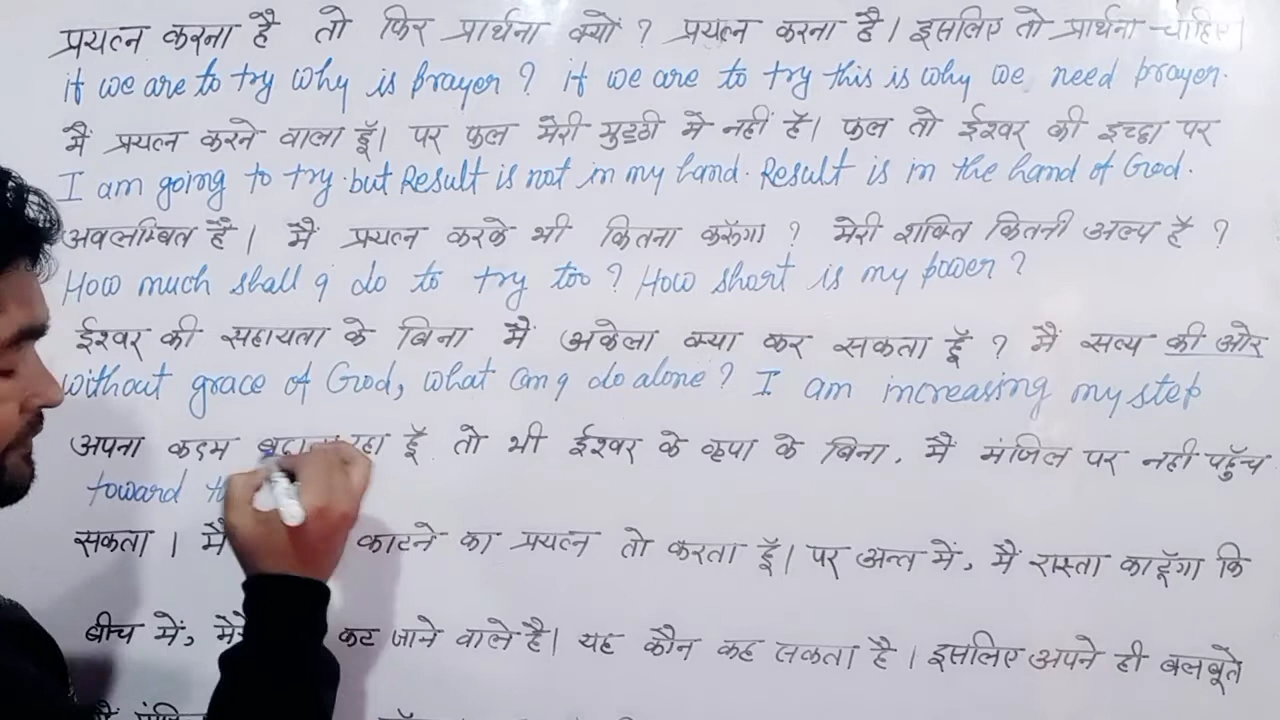 प्रयत्न करना है तो फिर प्रार्थना क्यों ? प्रयत्न करना है। इसलिए तो प्रार्थना चाहिए।
if we are to try why is prayer ? if we are to try this is why we need prayer.
मैं प्रयत्न करने वाला हूँ। पर फल मेरी मुठ्ठी मे नहीं है। फल तो ईश्वर की इच्छा पर
I am going to try. but Result is not in my hand. Result is in the hand of God.
अवलम्बित है। मैं प्रयत्न करके भी कितना करूँगा ? मेरी शक्ति कितनी अल्प है ?
How much shall I do to try too ? How short is my power ?
ईश्वर की सहायता के बिना मैं अकेला क्या कर सकता हूँ ? मैं सत्य की ओर
without grace of God, what can I do alone ? I am increasing my step
अपना कदम रहा हूँ तो भी ईश्वर के कृपा के बिना, मैं मंजिल पर नही पहुँच
toward
सकता । मैं काटने का प्रयत्न तो करता हूँ। पर अन्त में, मैं रास्ता काटूँगा कि
बीच में, कट जाने वाले है। यह कौन कह सकता है । इसलिए अपने ही बलबूते